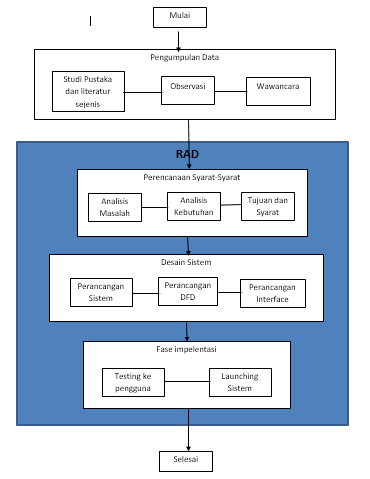 Mulai
Pengumpulan Data
Studi Pustaka
dan literatur
sejenis
Observasi
Wawancara
RAD
Perencanaan Syarat-Syarat
Analisis
Masalah
Analisis
Kebutuhan
Tujuan dan
Syarat
Desain Sistem
Perancangan
Sistem
Perancangan
DFD
Perancangan
Interface
Fase impelentasi
Testing ke
pengguna
Launching
Sistem
Selesai